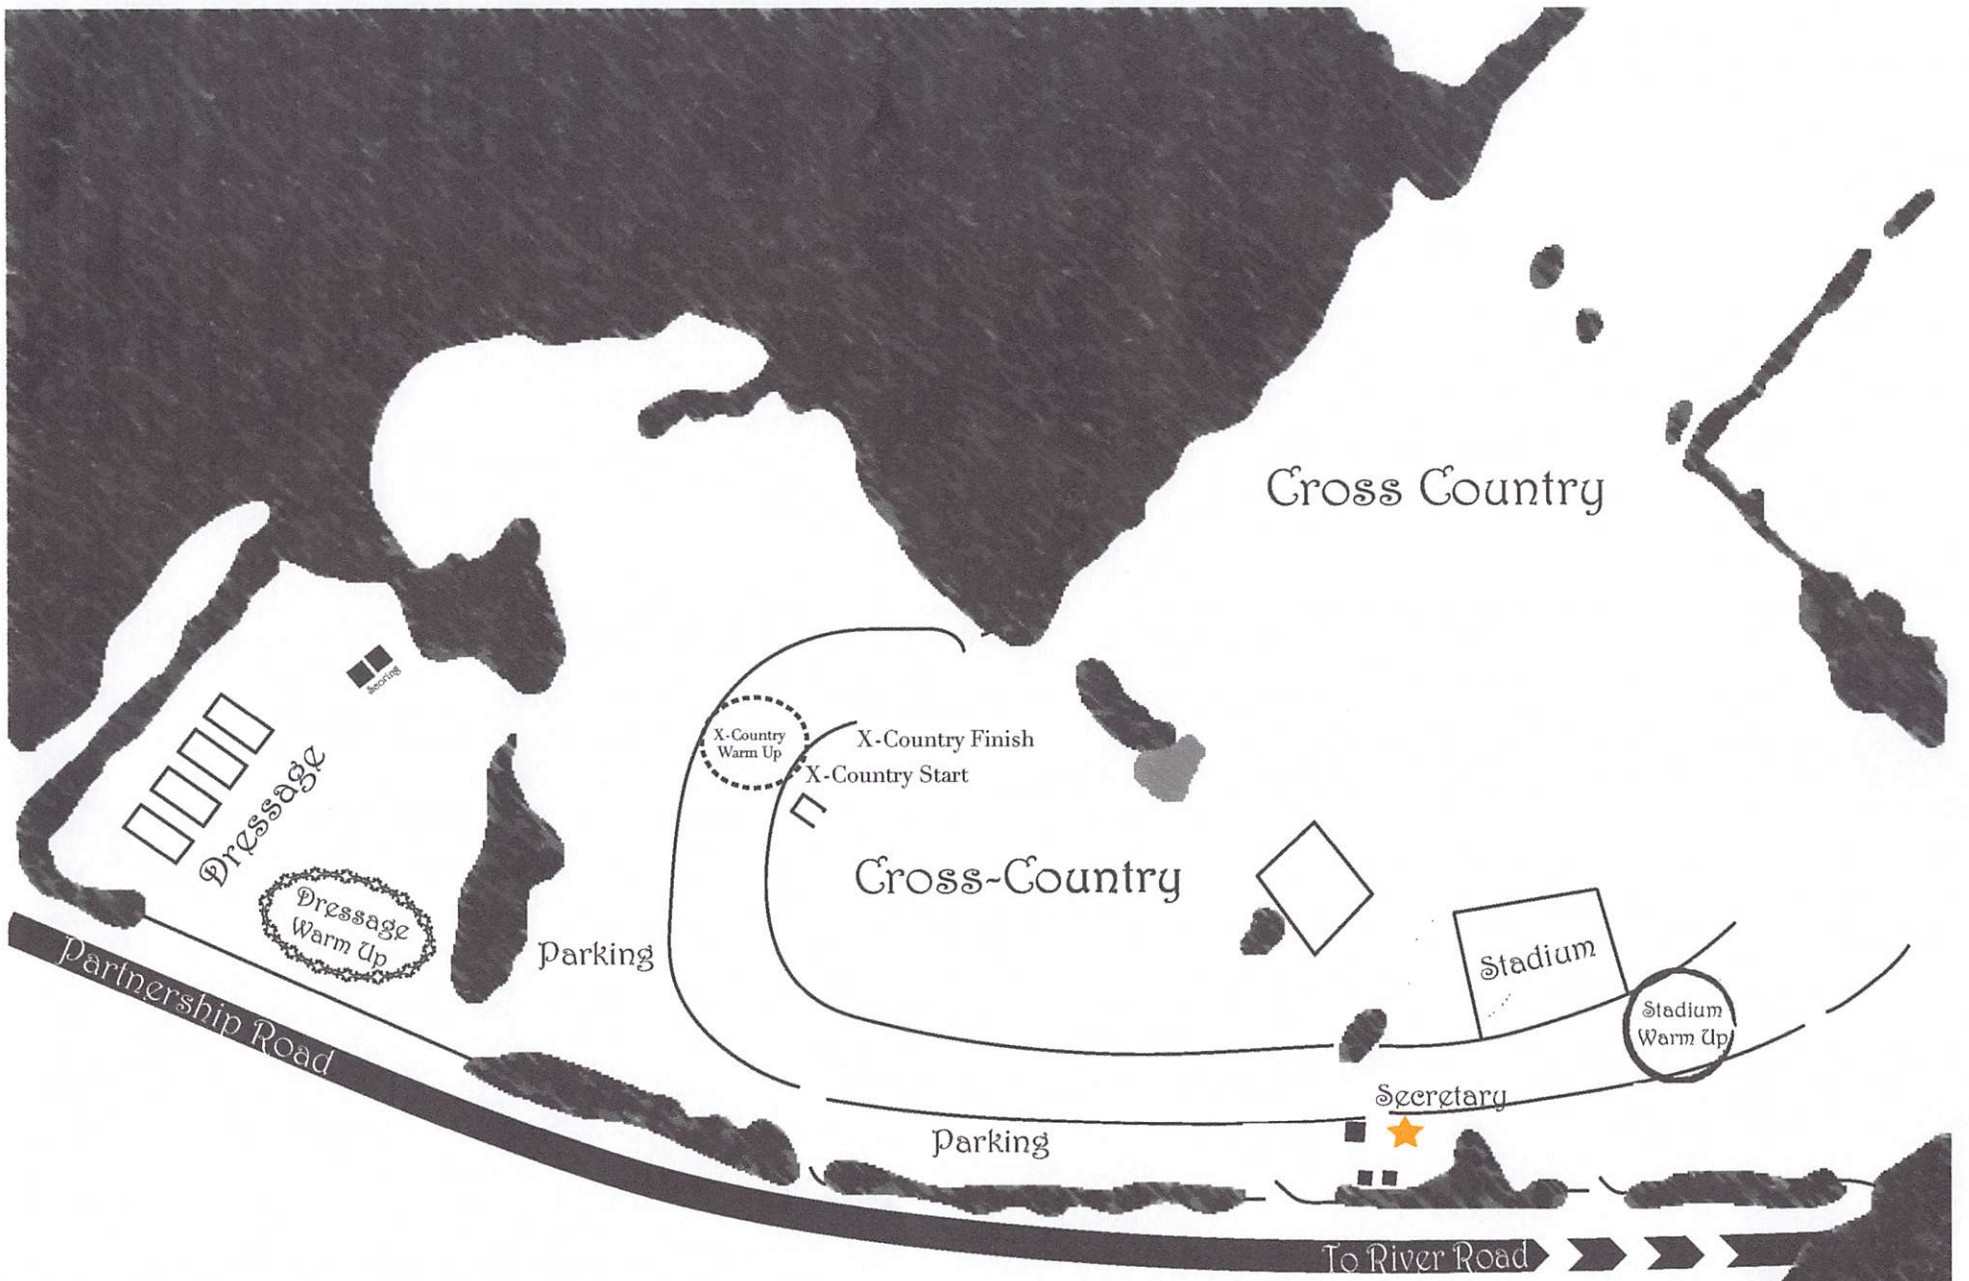 Cross Country
Scoring
X-Country
Warm Up
X-Country Finish
X-Country Start
Dressage
Cross-Country
Dressage
Warm Up
Parking
Stadium
Stadium
Warm Up
Partnership Road
Secretary
Parking
To River Road